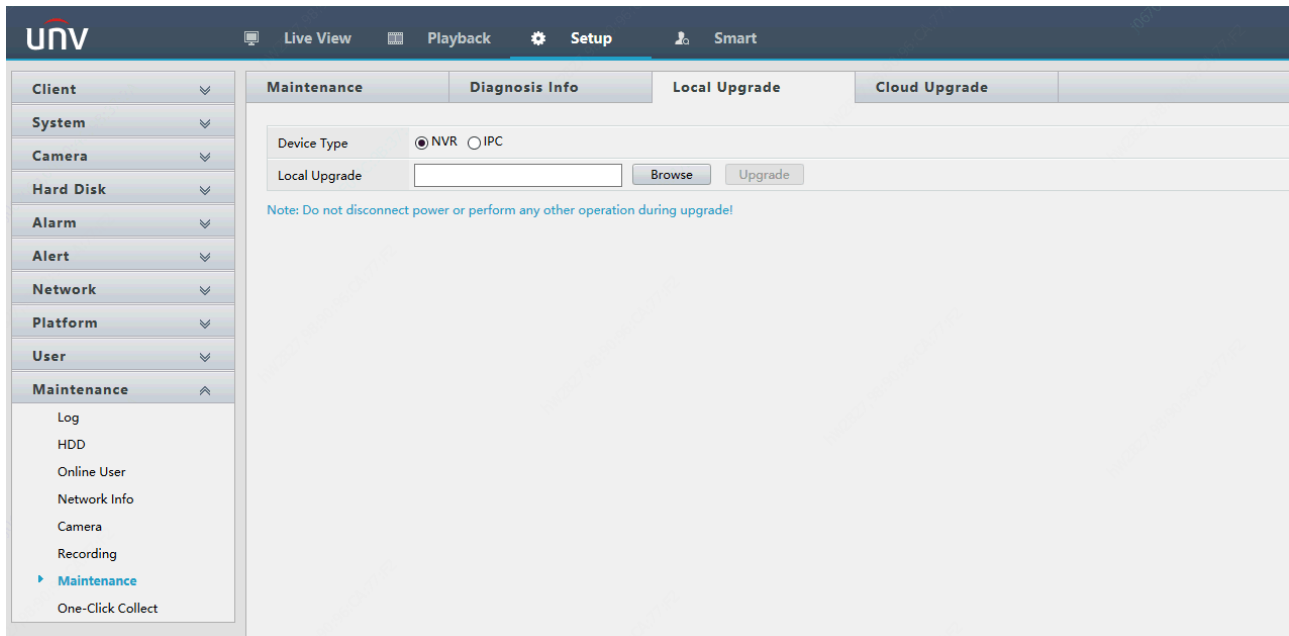 unv
Live View Playback Setup Smart
Client
System
Camera
Hard Disk
Alarm
Alert
Network
Platform
User
Maintenance
Log
HDD
Online User
Network Info
Camera
Recording
Maintenance
One-Click Collect
Maintenance Diagnosis Info Local Upgrade Cloud Upgrade
Device Type NVR IPC
Local Upgrade Browse Upgrade
Note: Do not disconnect power or perform any other operation during upgrade!